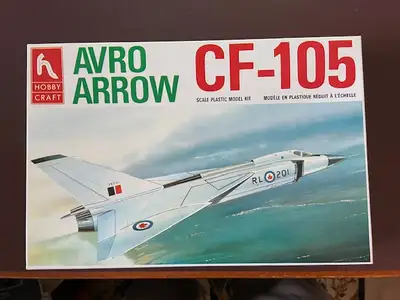 h
HOBBY
CRAFT
AVRO
ARROW
CF-105
SCALE PLASTIC MODEL KIT
MODÈLE EN PLASTIQUE RÉDUIT À L'ÉCHELLE
RL 201